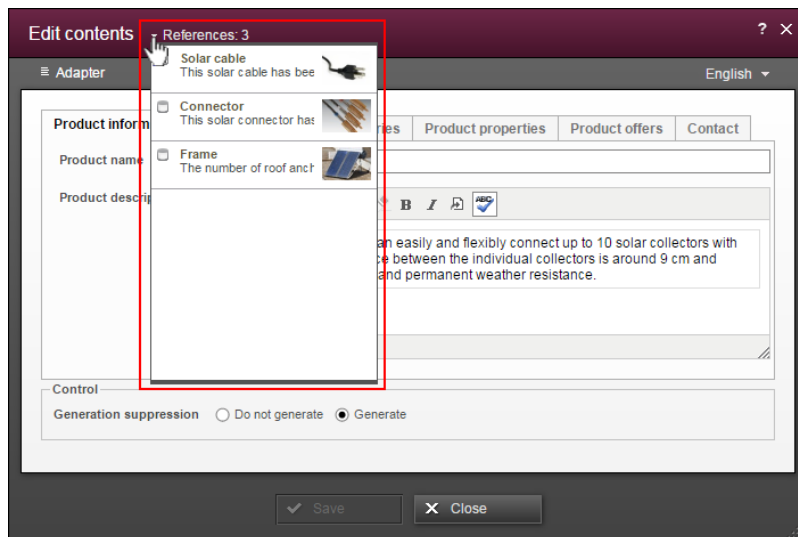 Edit contents
References: 3
?
Adapter
English
Solar cable
This solar cable has bee
Connector
This solar connector has
Frame
The number of roof anch
Product inform
ries
Product properties
Product offers
Contact
Product name
Product descrip
B I ABC
an easily and flexibly connect up to 10 solar collectors with
ce between the individual collectors is around 9 cm and
and permanent weather resistance.
Control
Generation suppression Do not generate Generate
Save
X Close